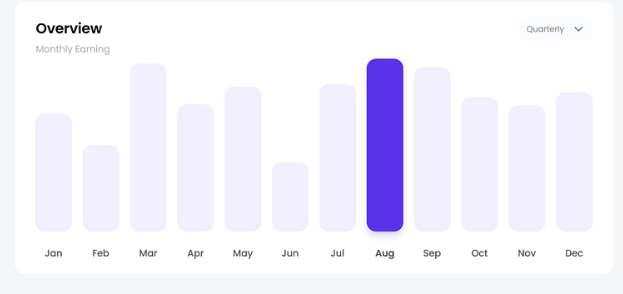 Overview
Quarterly
Monthly Earning
Jan Feb Mar Apr May Jun Jul Aug Sep Oct Nov Dec